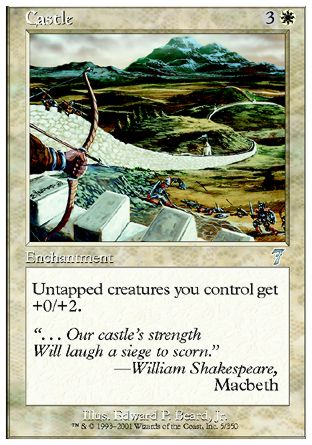 Castle 3
Enchantment 7
Untapped creatures you control get
+0/+2.
“. . . Our castle’s strength
Will laugh a siege to scorn.”
—William Shakespeare,
Macbeth
Illus. Edward P. Beard, Jr.
™ & © 1993–2001 Wizards of the Coast, Inc. 5/350